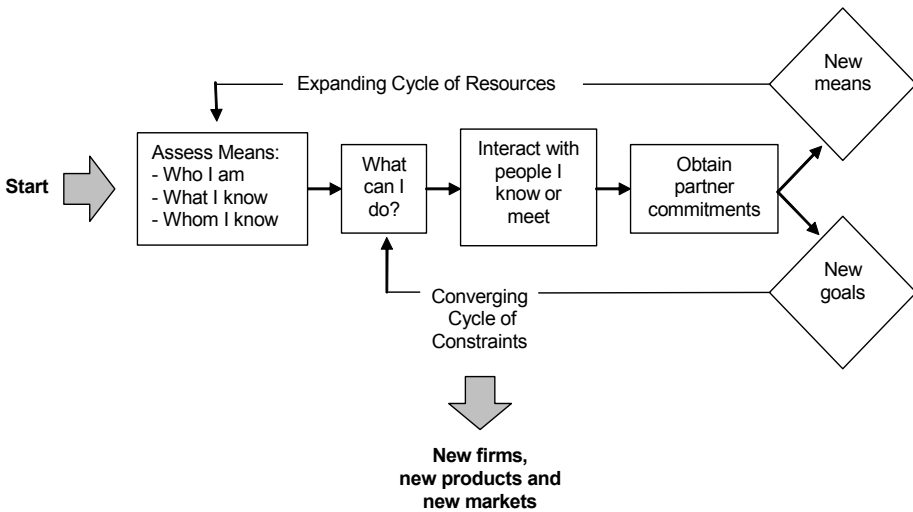 New
means
Expanding Cycle of Resources
Start
Assess Means:
- Who I am
- What I know
- Whom I know
What
can I
do?
Interact with
people I
know or
meet
Obtain
partner
commitments
New
goals
Converging
Cycle of
Constraints
New firms,
new products and
new markets